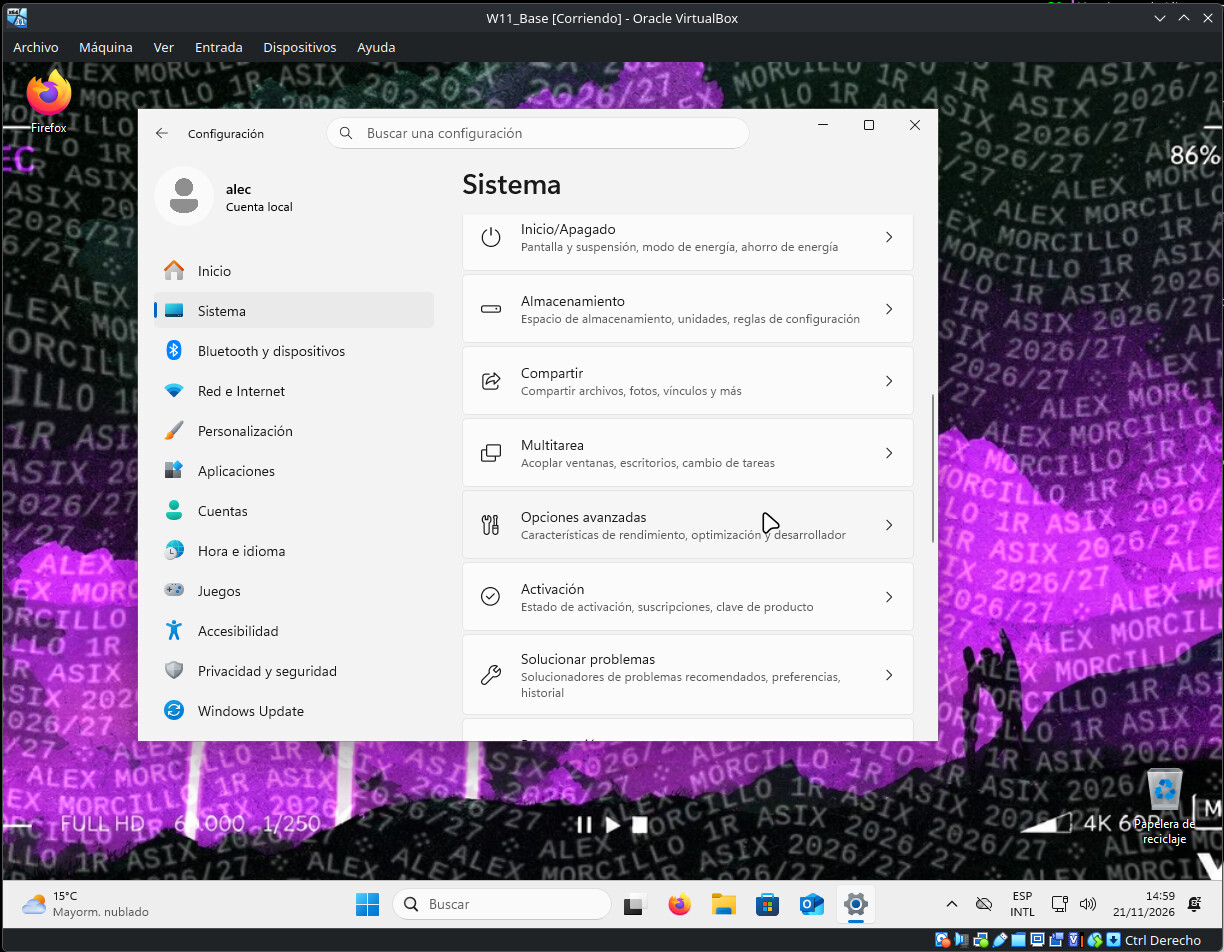 W11_Base [Corriendo] - Oracle VirtualBox
Archivo Máquina Ver Entrada Dispositivos Ayuda
Firefox
86%
Configuración
Buscar una configuración
alec
Cuenta local
Inicio
Sistema
Bluetooth y dispositivos
Red e Internet
Personalización
Aplicaciones
Cuentas
Hora e idioma
Juegos
Accesibilidad
Privacidad y seguridad
Windows Update
Sistema
Inicio/Apagado
Pantalla y suspensión, modo de energía, ahorro de energía
Almacenamiento
Espacio de almacenamiento, unidades, reglas de configuración
Compartir
Compartir archivos, fotos, vínculos y más
Multitarea
Acoplar ventanas, escritorios, cambio de tareas
Opciones avanzadas
Características de rendimiento, optimización y desarrollador
Activación
Estado de activación, suscripciones, clave de producto
Solucionar problemas
Solucionadores de problemas recomendados, preferencias,
historial
ALEX MORCILLO 1R ASIX 2026/27
FULL HD 60.000 1/250
4K 60P
Papelera de
reciclaje
15°C
Mayorm. nublado
Buscar
ESP
INTL
14:59
21/11/2026
Ctrl Derecho